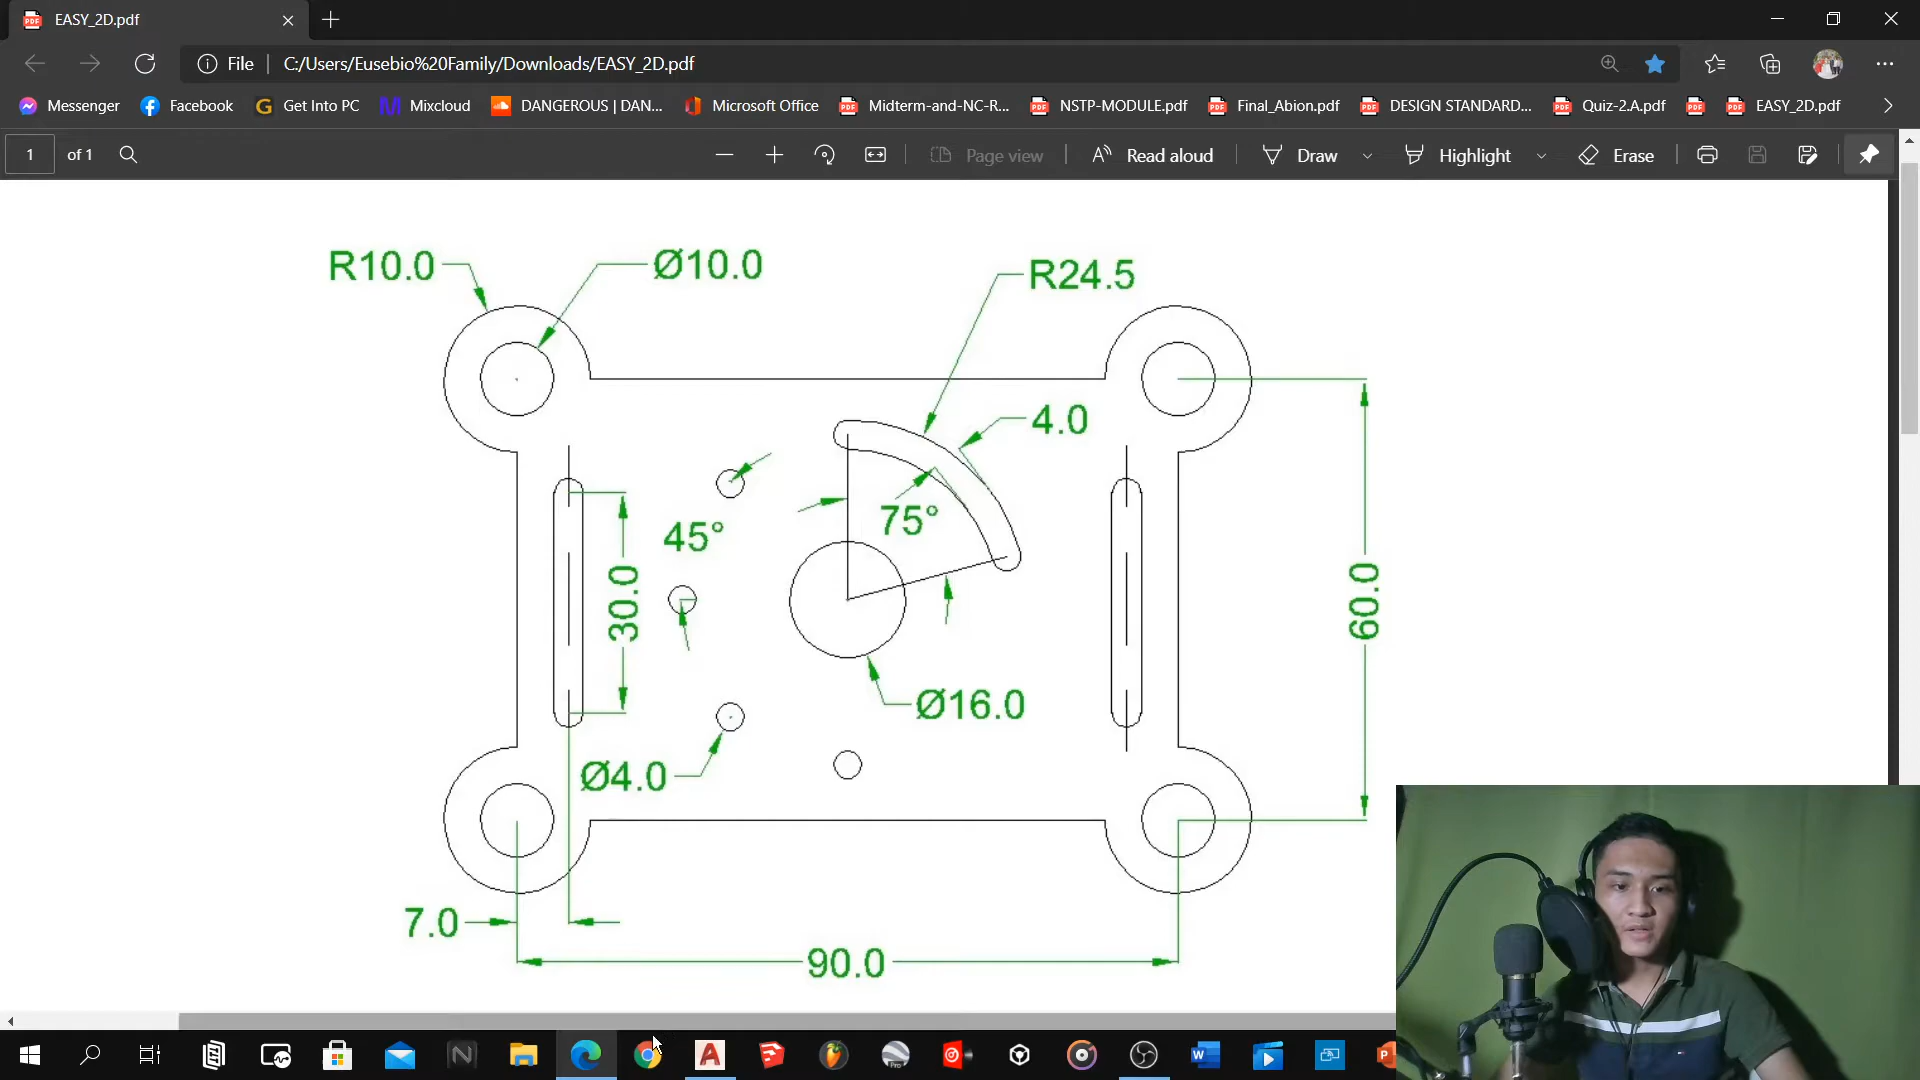 EASY_2D.pdf
File
C:/Users/Eusebio%20Family/Downloads/EASY_2D.pdf
Messenger
Facebook
Get Into PC
Mixcloud
DANGEROUS | DAN...
Microsoft Office
Midterm-and-NC-R...
NSTP-MODULE.pdf
Final_Abion.pdf
DESIGN STANDARD...
Quiz-2.A.pdf
EASY_2D.pdf
1 of 1
Page view
Read aloud
Draw
Highlight
Erase
R10.0
Ø10.0
R24.5
4.0
75°
45°
30.0
60.0
Ø16.0
Ø4.0
7.0
90.0